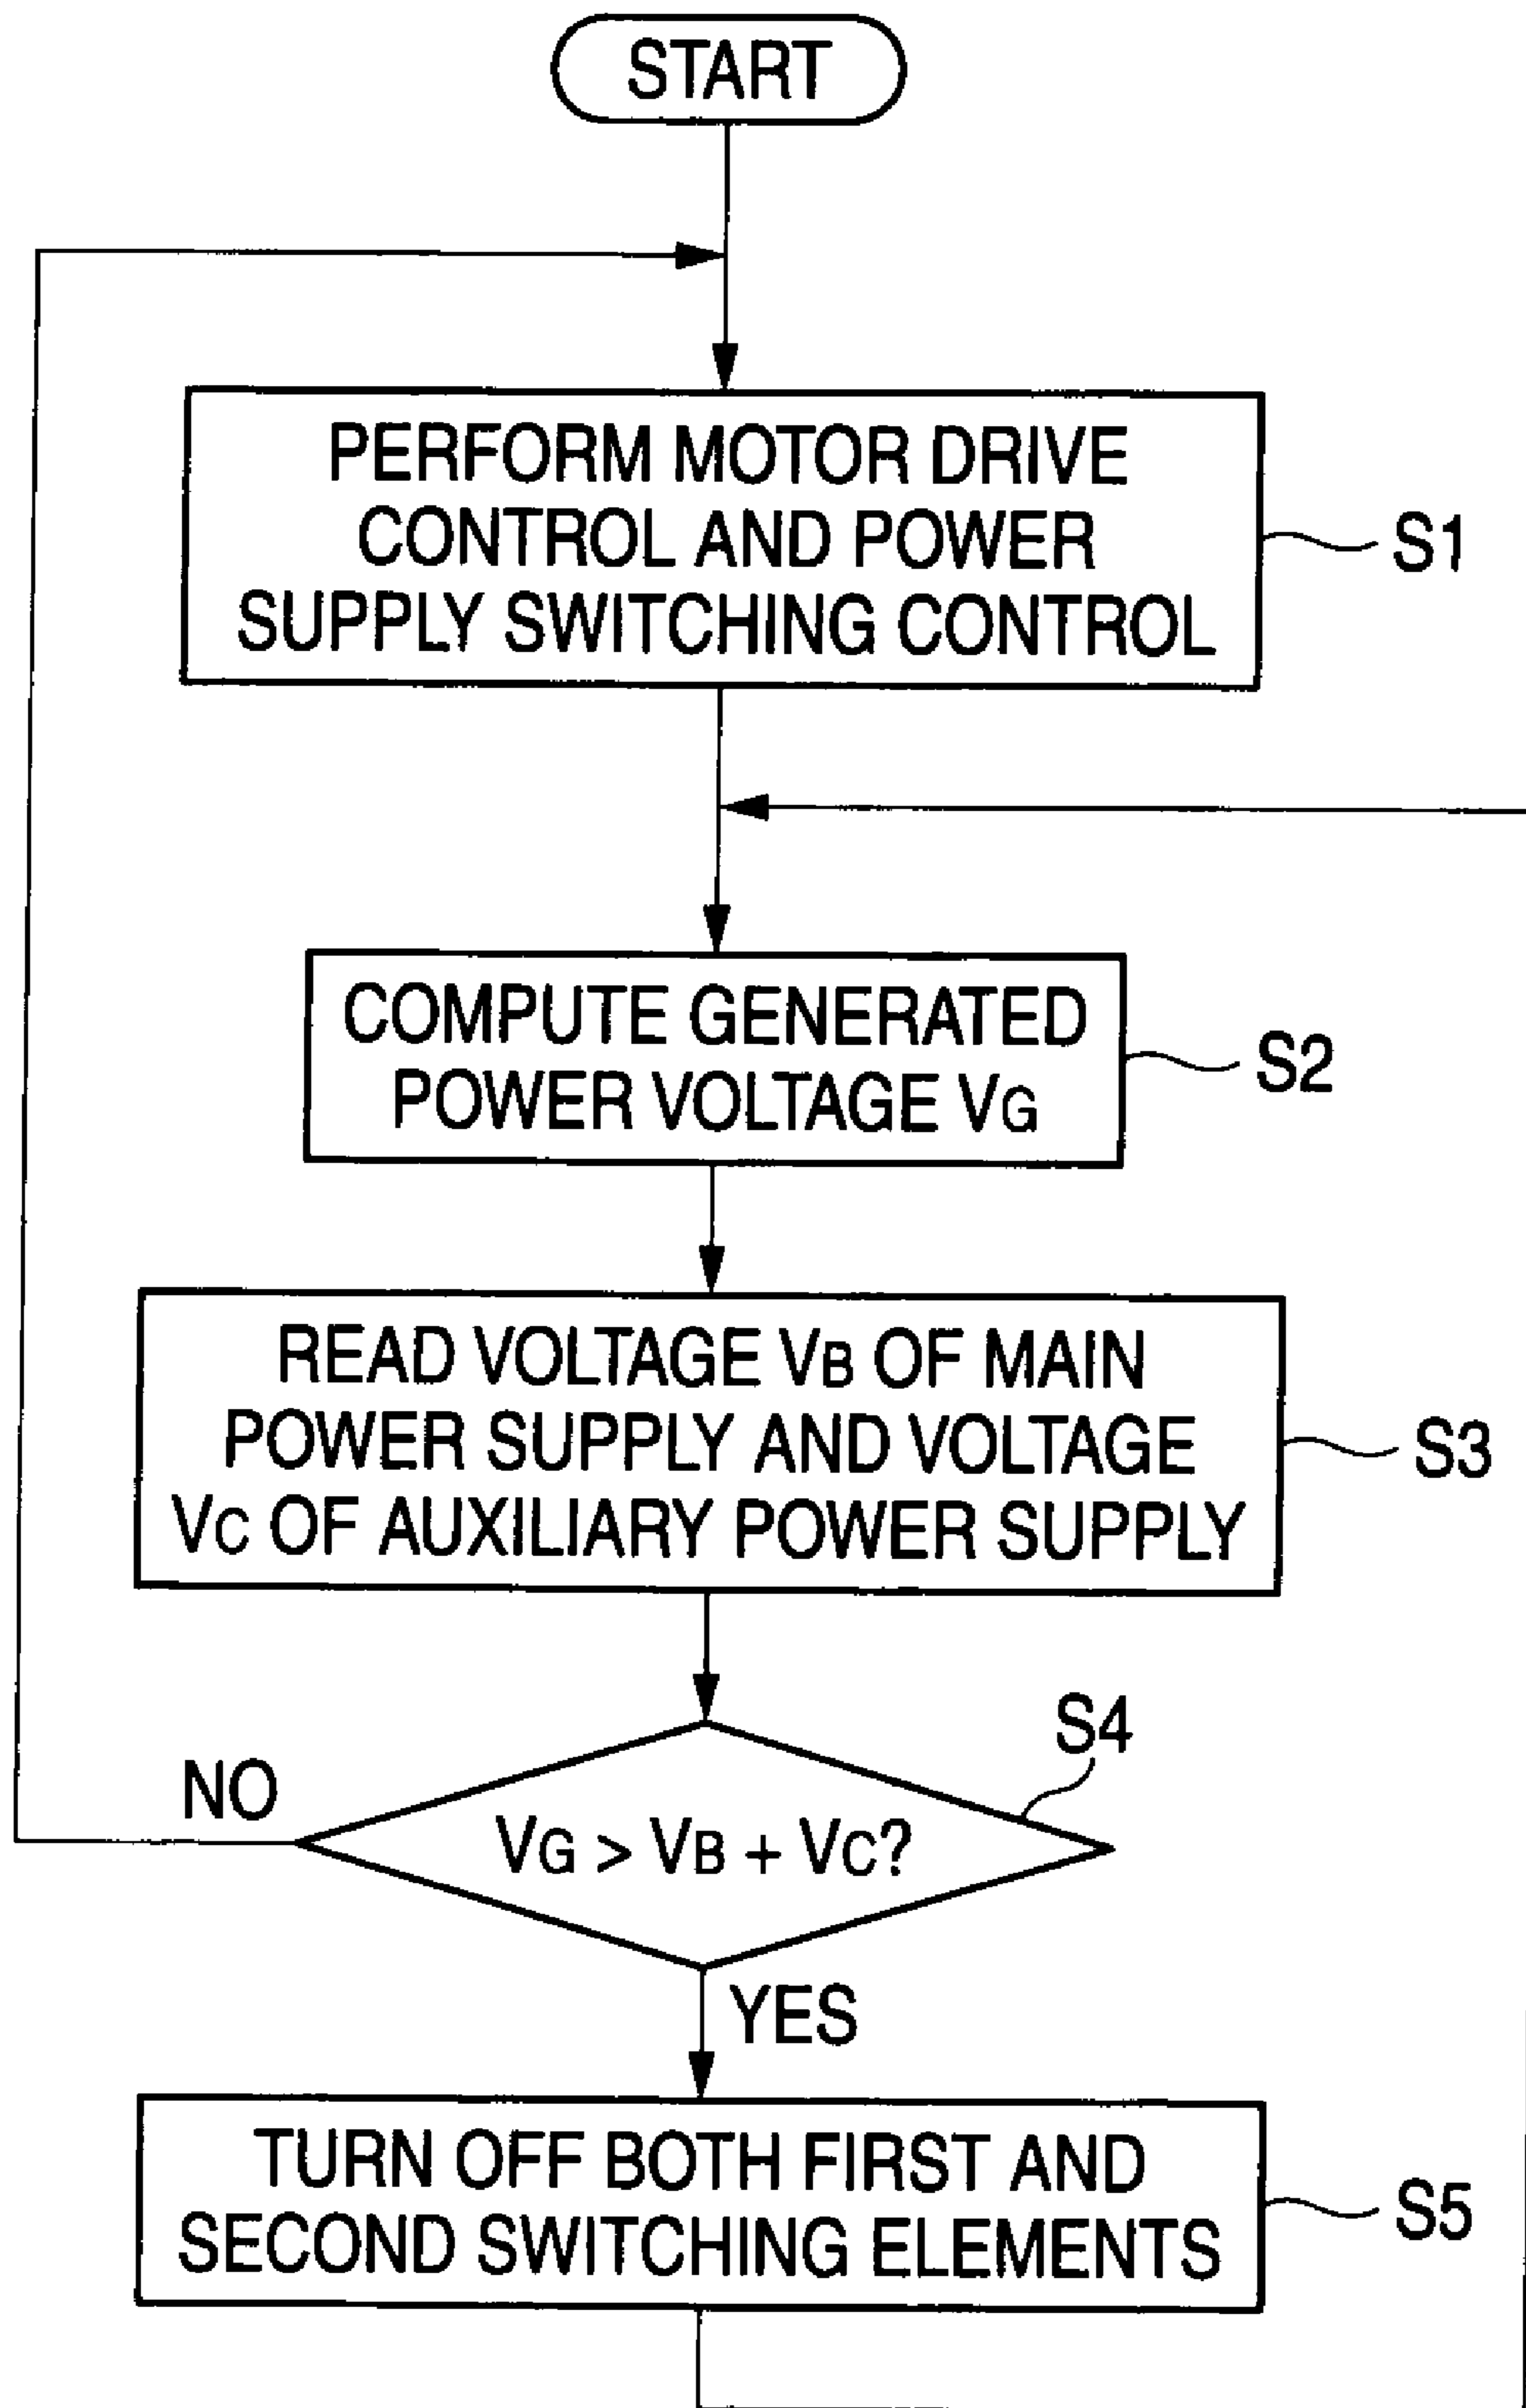 START
PERFORM MOTOR DRIVE
CONTROL AND POWER
SUPPLY SWITCHING CONTROL
S1
COMPUTE GENERATED
POWER VOLTAGE VG
S2
READ VOLTAGE VB OF MAIN
POWER SUPPLY AND VOLTAGE
VC OF AUXILIARY POWER SUPPLY
S3
S4
NO
VG > VB + VC?
YES
TURN OFF BOTH FIRST AND
SECOND SWITCHING ELEMENTS
S5